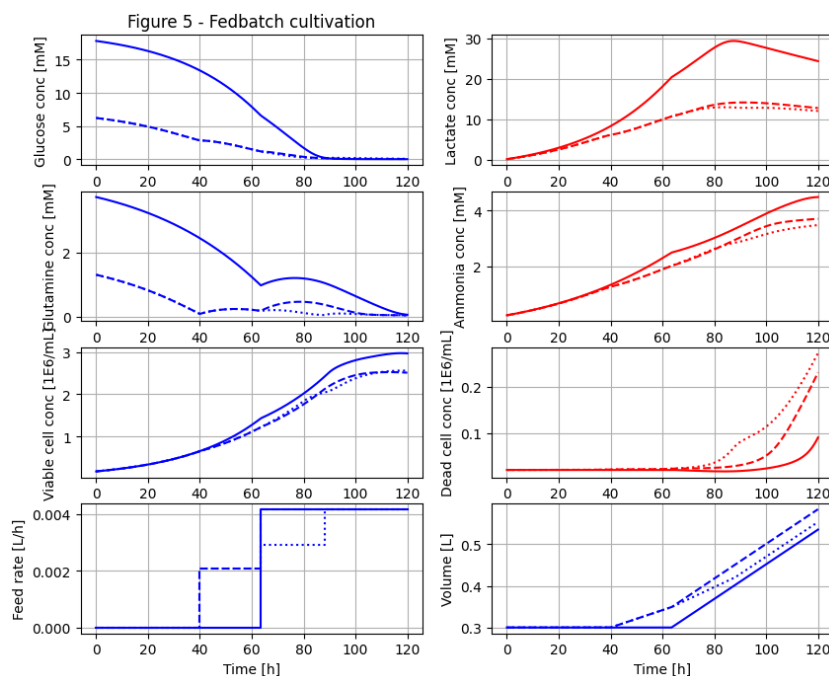 Figure 5 - Fedbatch cultivation
Glucose conc [mM]
15
10
5
0
0 20 40 60 80 100 120
Lactate conc [mM]
30
20
10
0
0 20 40 60 80 100 120
Glutamine conc [mM]
2
0
0 20 40 60 80 100 120
Ammonia conc [mM]
4
2
0 20 40 60 80 100 120
Viable cell conc [1E6/mL]
3
2
1
0 20 40 60 80 100 120
Dead cell conc [1E6/mL]
0.2
0.1
0 20 40 60 80 100 120
Feed rate [L/h]
0.004
0.002
0.000
0 20 40 60 80 100 120
Time [h]
Volume [L]
0.5
0.4
0.3
0 20 40 60 80 100 120
Time [h]